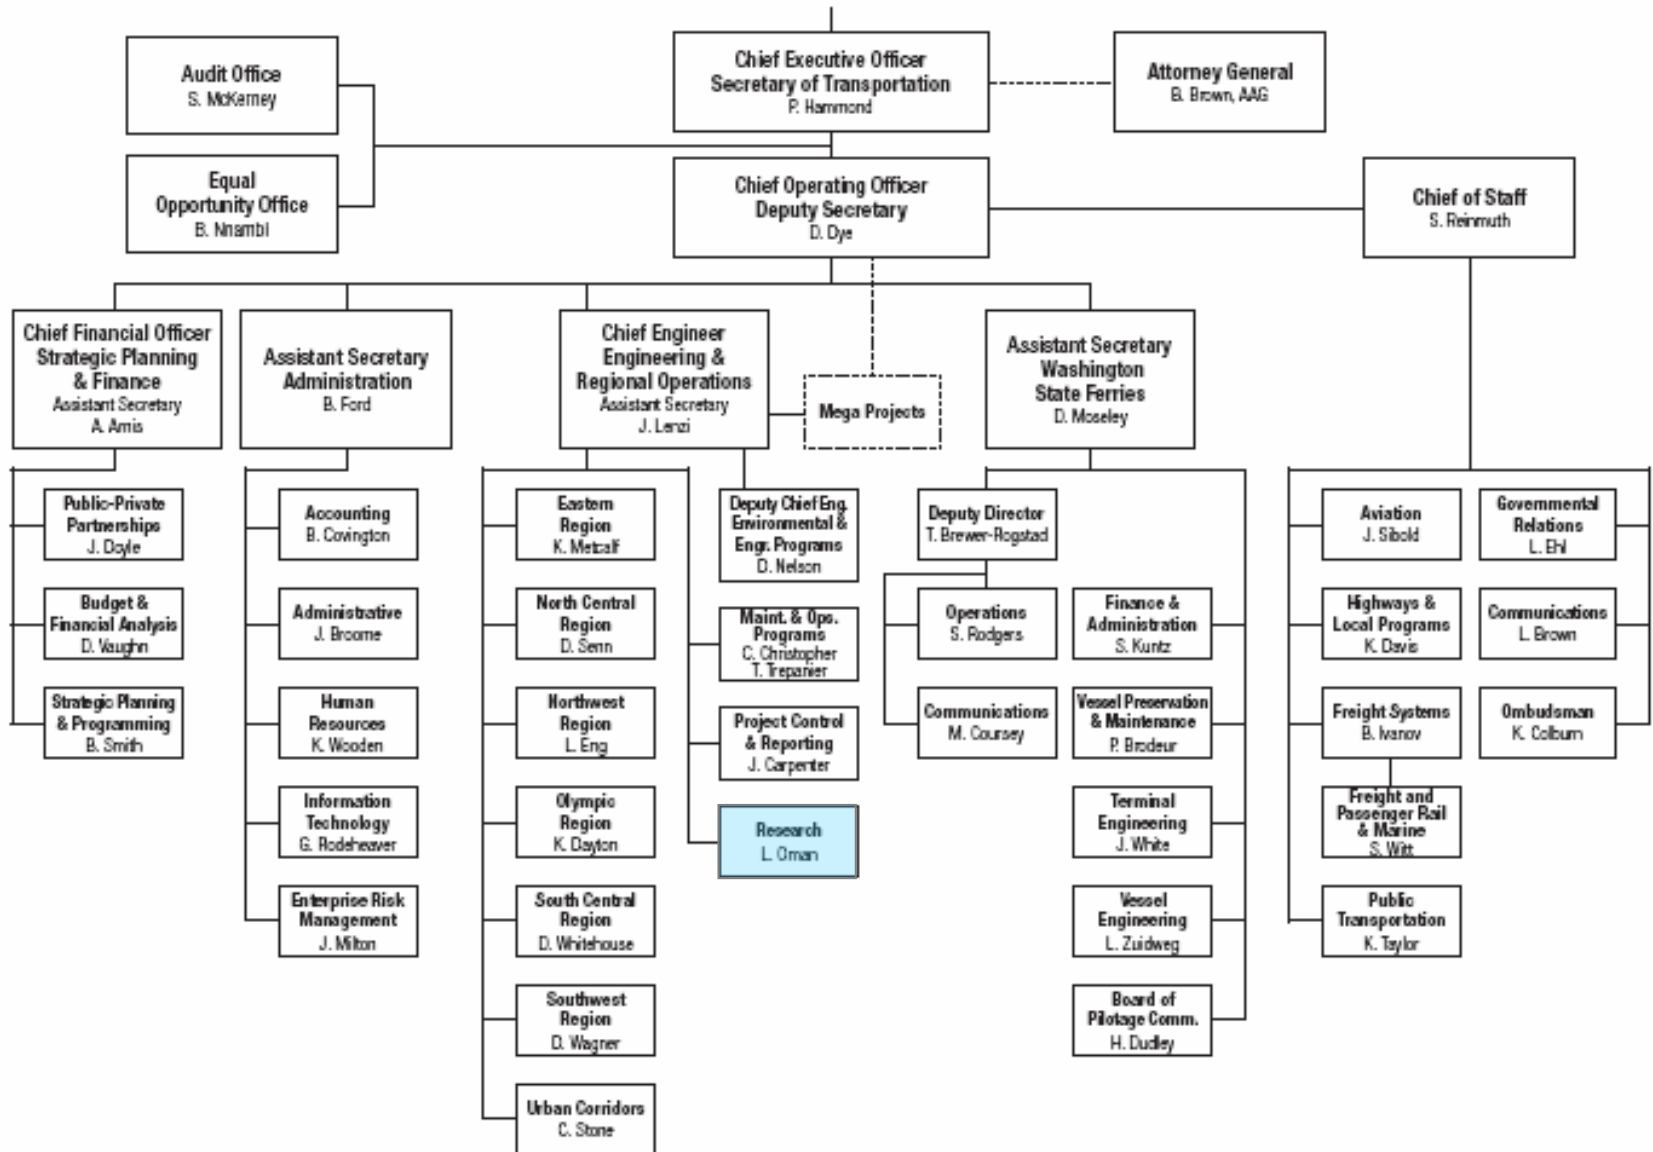 Audit Office
S. McKerney
Chief Executive Officer
Secretary of Transportation
P. Hammond
Attorney General
B. Brown, AAG
Equal
Opportunity Office
B. Nnambi
Chief Operating Officer
Deputy Secretary
D. Dye
Chief of Staff
S. Reinmuth
Chief Financial Officer
Strategic Planning
& Finance
Assistant Secretary
A. Amis
Assistant Secretary
Administration
B. Ford
Chief Engineer
Engineering &
Regional Operations
Assistant Secretary
J. Lenzi
Mega Projects
Assistant Secretary
Washington
State Ferries
D. Moseley
Public-Private
Partnerships
J. Doyle
Budget &
Financial Analysis
D. Vaughn
Strategic Planning
& Programming
B. Smith
Accounting
B. Covington
Administrative
J. Broome
Human
Resources
K. Wooden
Information
Technology
G. Rodeheaver
Enterprise Risk
Management
J. Milton
Eastern
Region
K. Metcalf
North Central
Region
D. Senn
Northwest
Region
L. Eng
Olympic
Region
K. Dayton
South Central
Region
D. Whitehouse
Southwest
Region
D. Wagner
Urban Corridors
C. Stone
Deputy Chief Eng.
Environmental &
Engr. Programs
D. Nelson
Maint. & Ops.
Programs
C. Christopher
T. Trepanier
Project Control
& Reporting
J. Carpenter
Research
L. Oman
Deputy Director
T. Brewer-Rogstad
Operations
S. Rodgers
Communications
M. Coursey
Finance &
Administration
S. Kuntz
Vessel Preservation
& Maintenance
P. Brodeur
Terminal
Engineering
J. White
Vessel
Engineering
L. Zuidweg
Board of
Pilotage Comm.
H. Dudley
Aviation
J. Sibold
Highways &
Local Programs
K. Davis
Freight Systems
B. Ivanov
Freight and
Passenger Rail
& Marine
S. Witt
Public
Transportation
K. Taylor
Governmental
Relations
L. Ehl
Communications
L. Brown
Ombudsman
K. Colburn